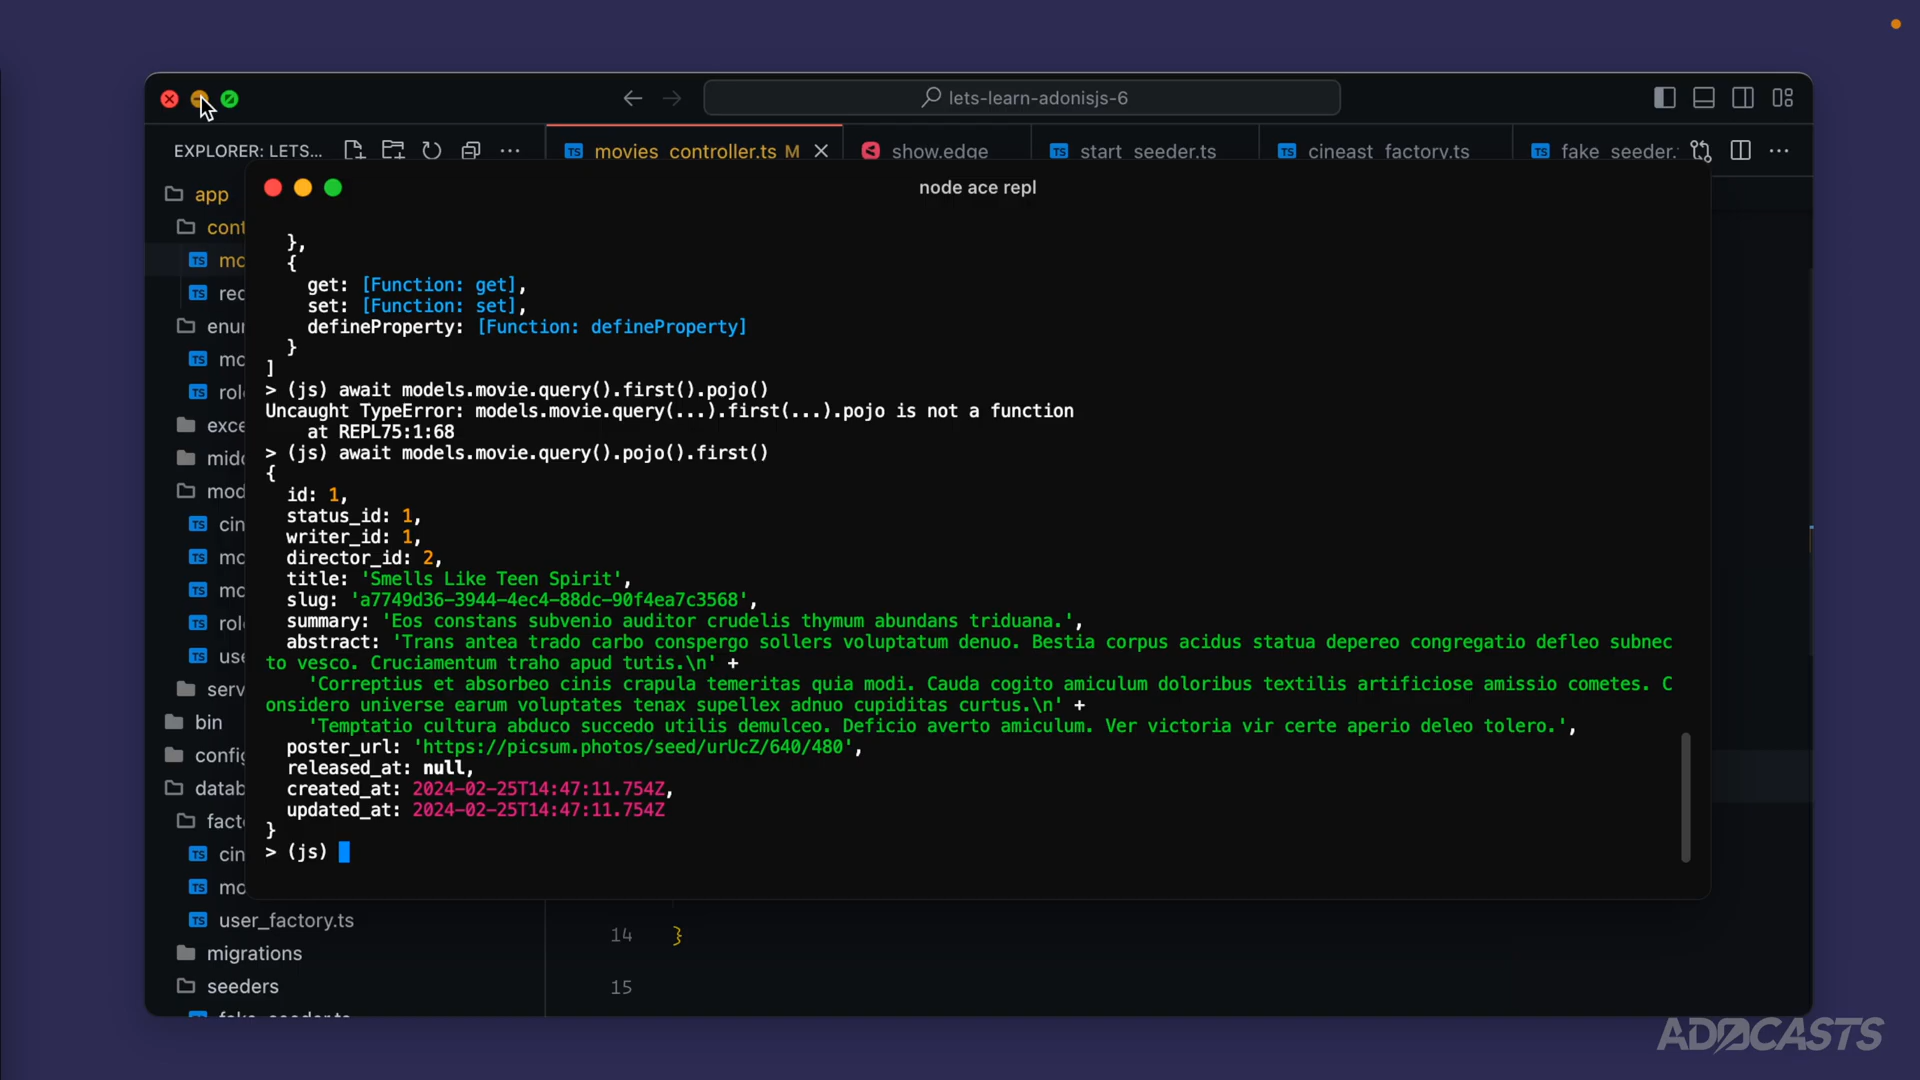 lets-learn-adonisjs-6
EXPLORER: LETS...
movies_controller.ts M
show.edge
start_seeder.ts
cineast_factory.ts
fake_seeder.
app
node ace repl
cont
},
mo
{
get: [Function: get],
rec
set: [Function: set],
enur
defineProperty: [Function: defineProperty]
mo
}
]
rol
> (js) await models.movie.query().first().pojo()
exce
Uncaught TypeError: models.movie.query(...).first(...).pojo is not a function
at REPL75:1:68
midd
> (js) await models.movie.query().pojo().first()
{
mod
id: 1,
cin
status_id: 1,
writer_id: 1,
mo
director_id: 2,
mo
title: 'Smells Like Teen Spirit',
slug: 'a7749d36-3944-4ec4-88dc-90f4ea7c3568',
rol
summary: 'Eos constans subvenio auditor crudelis thymum abundans triduana.',
use
abstract: 'Trans antea trado carbo conspergo sollers voluptatum denuo. Bestia corpus acidus statua depereo congregatio defleo subnec
to vesco. Cruciamentum traho apud tutis.\n' +
serv
'Correptius et absorbeo cinis crapula temeritas quia modi. Cauda cogito amiculum doloribus textilis artificiose amissio cometes. C
onsidero universe earum voluptates tenax supellex adnuo cupiditas curtus.\n' +
bin
'Temptatio cultura abduco succedo utilis demulceo. Deficio averto amiculum. Ver victoria vir certe aperio deleo tolero.',
config
poster_url: 'https://picsum.photos/seed/urUcZ/640/480',
released_at: null,
datab
created_at: 2024-02-25T14:47:11.754Z,
facto
updated_at: 2024-02-25T14:47:11.754Z
}
cin
> (js)
mo
user_factory.ts
14 }
migrations
seeders
15
fake_seeder.ts
ADOCASTS